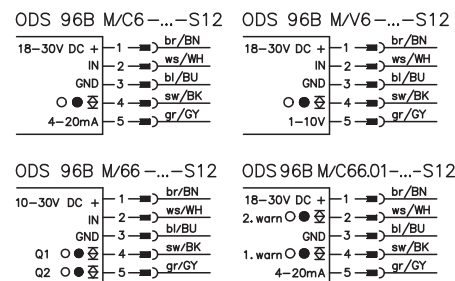 ODS 96B M/C6-...-S12
18-30V DC + 1 br/BN
IN 2 ws/WH
GND 3 bl/BU
4 sw/BK
4-20mA 5 gr/GY
ODS 96B M/V6-...-S12
18-30V DC + 1 br/BN
IN 2 ws/WH
GND 3 bl/BU
4 sw/BK
1-10V 5 gr/GY
ODS 96B M/66-...-S12
10-30V DC + 1 br/BN
IN 2 ws/WH
GND 3 bl/BU
Q1 4 sw/BK
Q2 5 gr/GY
ODS 96B M/C66.01-...-S12
18-30V DC + 1 br/BN
2. warn 2 ws/WH
GND 3 bl/BU
1. warn 4 sw/BK
4-20mA 5 gr/GY